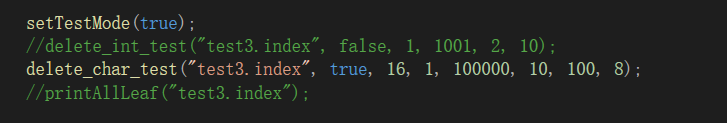 setTestMode(true);
//delete_int_test("test3.index", false, 1, 1001, 2, 10);
delete_char_test("test3.index", true, 16, 1, 100000, 10, 100, 8);
//printAllLeaf("test3.index");